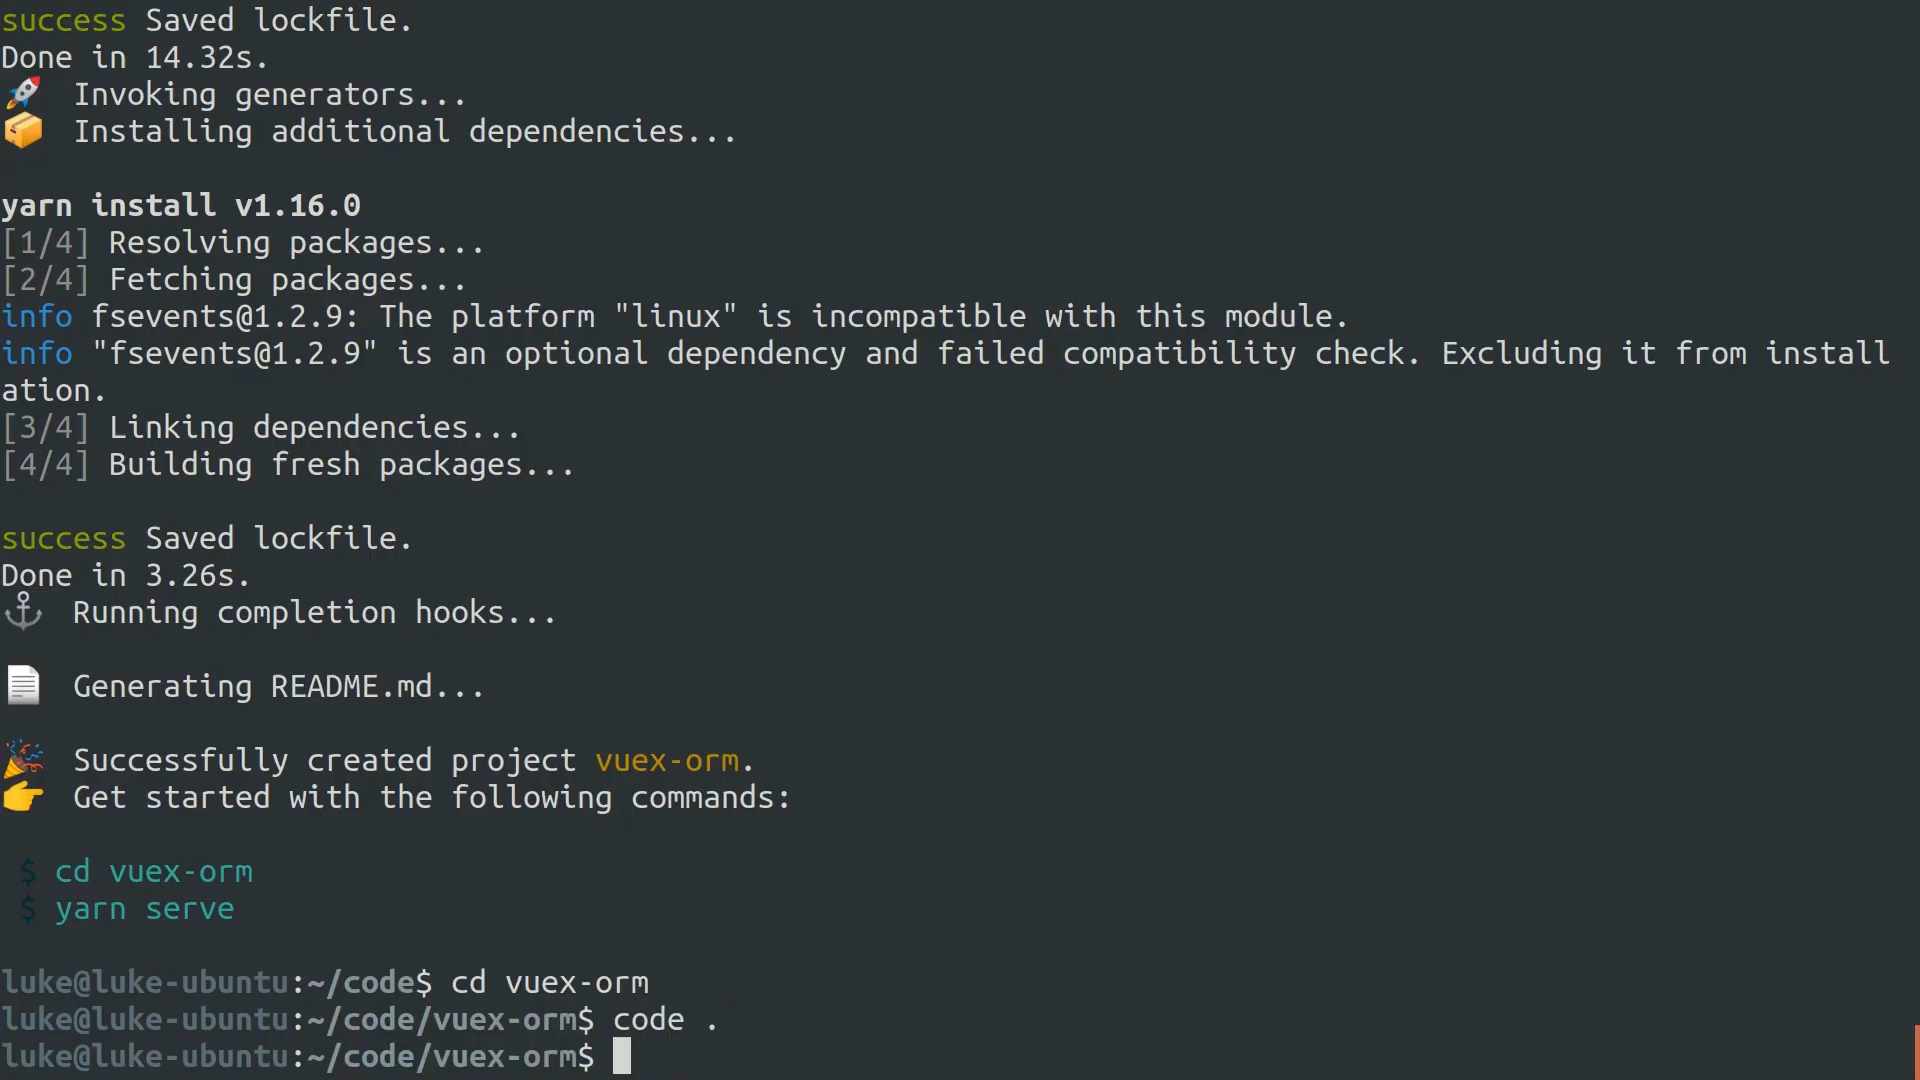 success Saved lockfile.
Done in 14.32s.
🚀 Invoking generators...
📦 Installing additional dependencies...
yarn install v1.16.0
[1/4] Resolving packages...
[2/4] Fetching packages...
info fsevents@1.2.9: The platform "linux" is incompatible with this module.
info "fsevents@1.2.9" is an optional dependency and failed compatibility check. Excluding it from install
ation.
[3/4] Linking dependencies...
[4/4] Building fresh packages...
success Saved lockfile.
Done in 3.26s.
⚓ Running completion hooks...
📄 Generating README.md...
🎉 Successfully created project vuex-orm.
👉 Get started with the following commands:
$ cd vuex-orm
$ yarn serve
luke@luke-ubuntu:~/code$ cd vuex-orm
luke@luke-ubuntu:~/code/vuex-orm$ code .
luke@luke-ubuntu:~/code/vuex-orm$